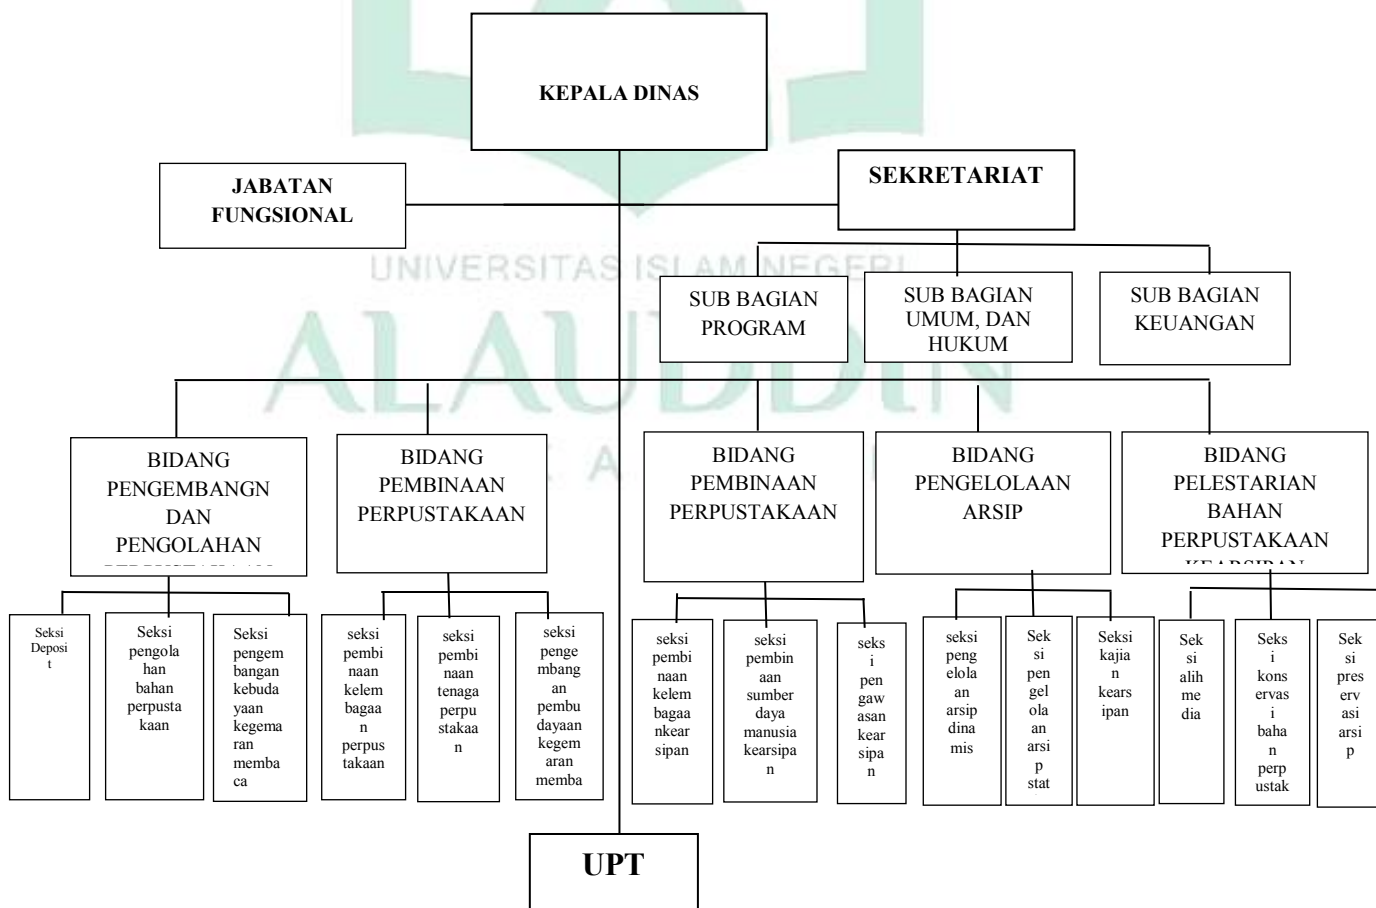 KEPALA DINAS
JABATAN
FUNGSIONAL
SEKRETARIAT
UNIVERSITAS ISLAM NEGERI
ALAUDDIN
SUB BAGIAN
PROGRAM
SUB BAGIAN
UMUM, DAN
HUKUM
SUB BAGIAN
KEUANGAN
BIDANG
PENGEMBANGN
DAN
PENGOLAHAN
BIDANG
PEMBINAAN
PERPUSTAKAAN
BIDANG
PEMBINAAN
PERPUSTAKAAN
BIDANG
PENGELOLAAN
ARSIP
BIDANG
PELESTARIAN
BAHAN
PERPUSTAKAAN
KEARSIPAN
Seksi
Deposi
t
Seksi
pengola
han
bahan
perpusta
kaan
Seksi
pengem
bangan
kebuda
yaan
kegema
ran
memba
ca
seksi
pembi
naan
kelem
bagaa
n
perpus
takaan
seksi
pembi
naan
tenaga
perpu
stakaa
n
seksi
penge
mbang
an
pembu
dayaan
kegem
aran
memba
seksi
pembi
naan
kelem
bagaa
nkear
sipan
seksi
pembin
aan
sumber
daya
manusia
kearsipa
n
seks
i
pen
gaw
asan
kear
sipa
n
seksi
peng
elola
an
arsip
dina
mis
Sek
si
pen
gel
ola
an
arsi
p
stat
Seksi
kajia
n
kears
ipan
Sek
si
alih
me
dia
Seks
i
kons
ervas
i
baha
n
perp
ustak
Sek
si
pres
erv
asi
arsi
p
UPT